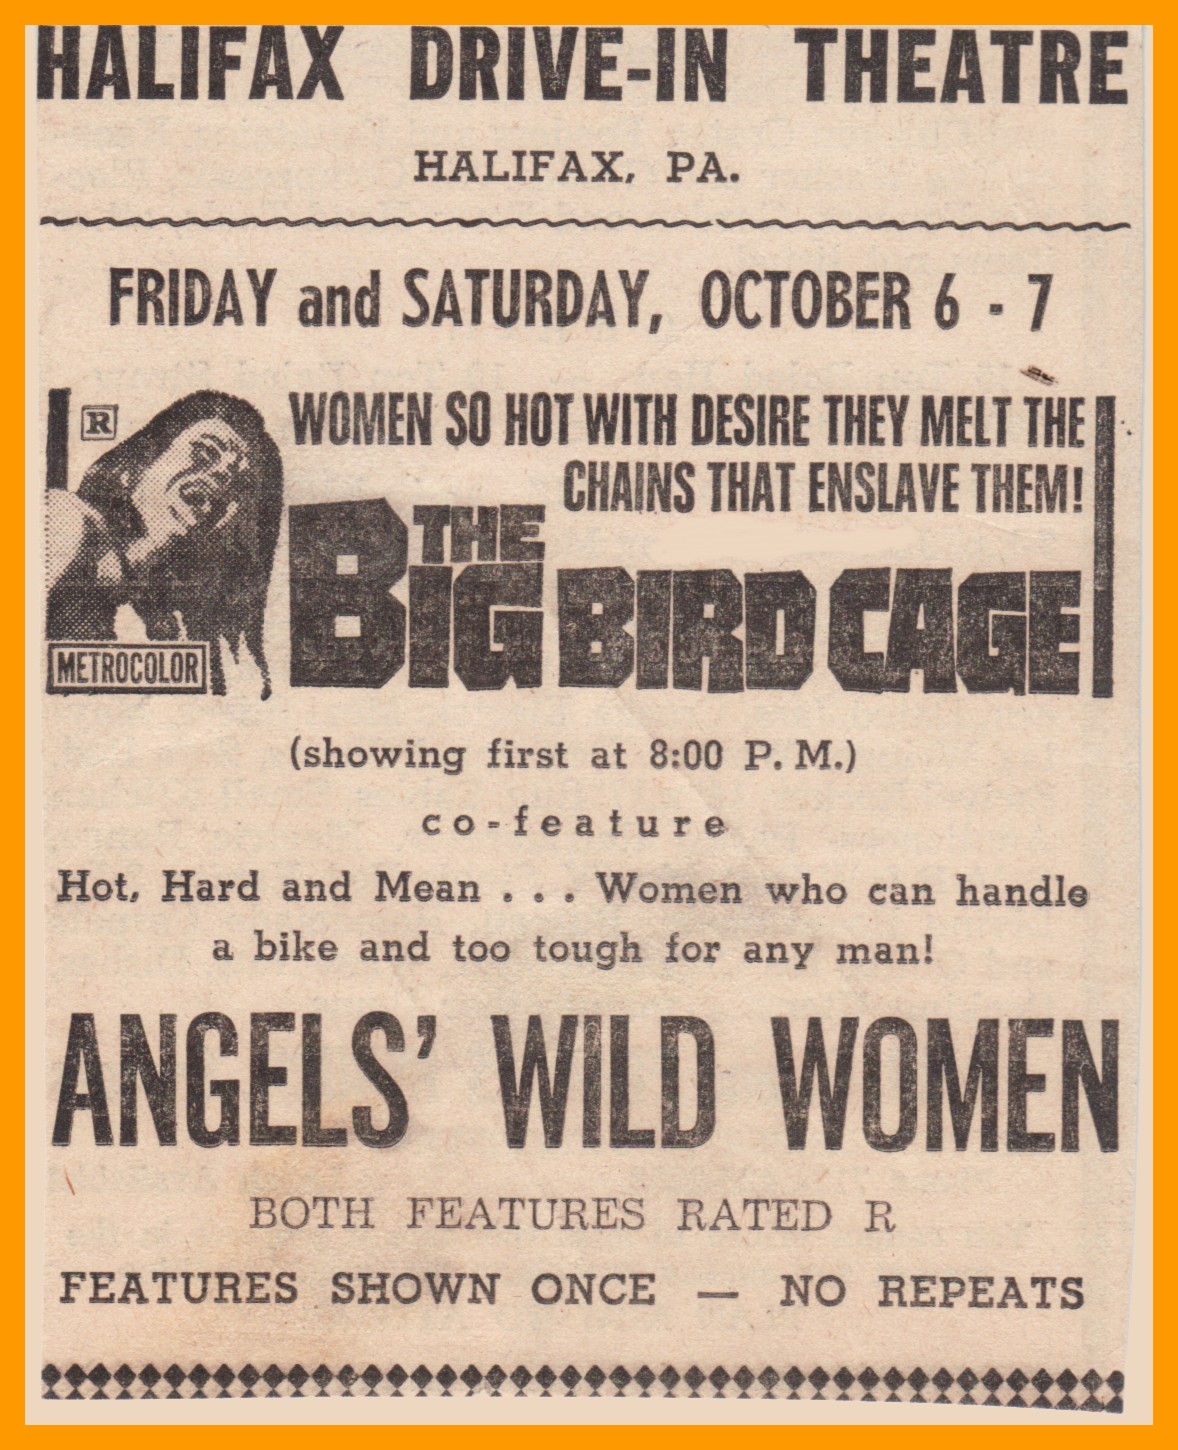 HALIFAX DRIVE-IN THEATRE
HALIFAX, PA.
FRIDAY and SATURDAY, OCTOBER 6 - 7
R
WOMEN SO HOT WITH DESIRE THEY MELT THE
CHAINS THAT ENSLAVE THEM!
THE
BIG BIRD CAGE
METROCOLOR
(showing first at 8:00 P. M.)
co-feature
Hot, Hard and Mean . . . Women who can handle
a bike and too tough for any man!
ANGELS' WILD WOMEN
BOTH FEATURES RATED R
FEATURES SHOWN ONCE — NO REPEATS